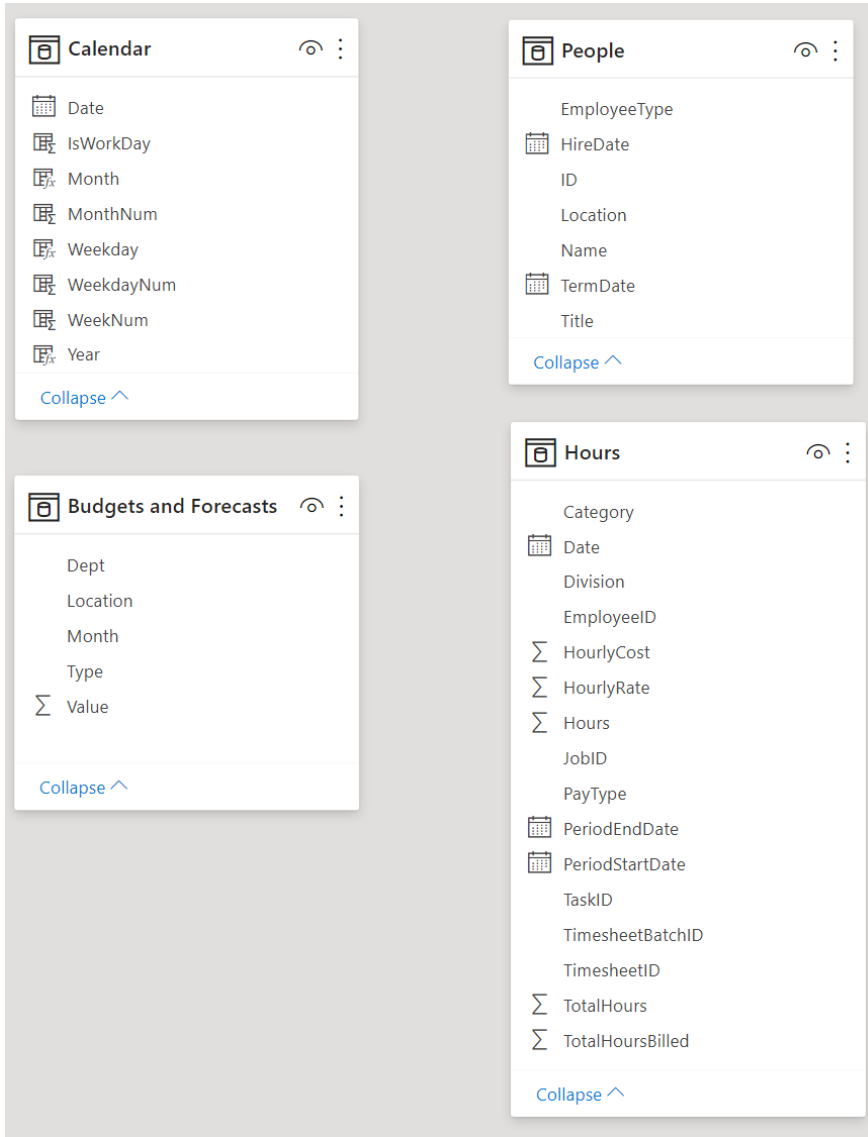 Calendar
Date
IsWorkDay
Month
MonthNum
Weekday
WeekdayNum
WeekNum
Year
Collapse
People
EmployeeType
HireDate
ID
Location
Name
TermDate
Title
Collapse
Budgets and Forecasts
Dept
Location
Month
Type
Value
Collapse
Hours
Category
Date
Division
EmployeeID
HourlyCost
HourlyRate
Hours
JobID
PayType
PeriodEndDate
PeriodStartDate
TaskID
TimesheetBatchID
TimesheetID
TotalHours
TotalHoursBilled
Collapse